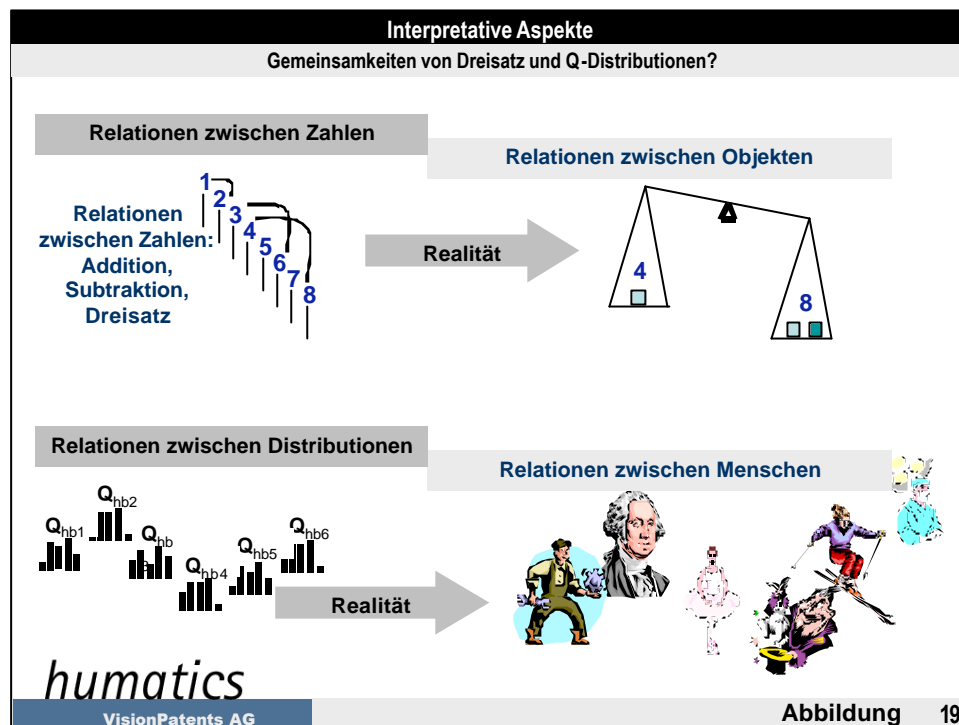 Interpretative Aspekte
Gemeinsamkeiten von Dreisatz und Q-Distributionen?
Relationen zwischen Zahlen
Relationen zwischen Objekten
1
2
3
4
5
6
7
8
Relationen
zwischen Zahlen:
Addition,
Subtraktion,
Dreisatz
Realität
4
8
Relationen zwischen Distributionen
Relationen zwischen Menschen
Qhb1
Qhb2
Qhb
Qhb4
Qhb5
Qhb6
Realität
humatics
VisionPatents AG
Abbildung 19